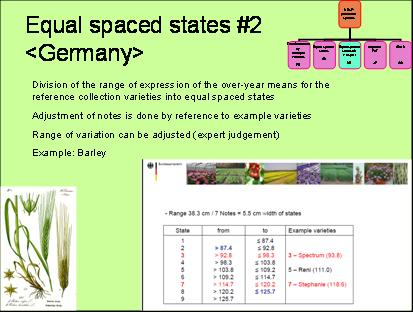 Equal spaced states #2
<Germany>
Division of the range of expression of the over-year means for the
reference collection varieties into equal spaced states
Adjustment of notes is done by reference to example varieties
Range of variation can be adjusted (expert judgement)
Example: Barley
- Range 38.3 cm / 7 Notes = 5.5 cm width of states
State from to Example varieties
1 ≤ 87.4
2 > 87.4 ≤ 92.8
3 > 92.8 ≤ 98.3 3 – Spectrum (93.8)
4 > 98.3 ≤ 103.8
5 > 103.8 ≤ 109.2 5 – Reni (111.0)
6 > 109.2 ≤ 114.7
7 > 114.7 ≤ 120.2 7 – Stephanie (118.6)
8 > 120.2 ≤ 125.7
9 > 125.7